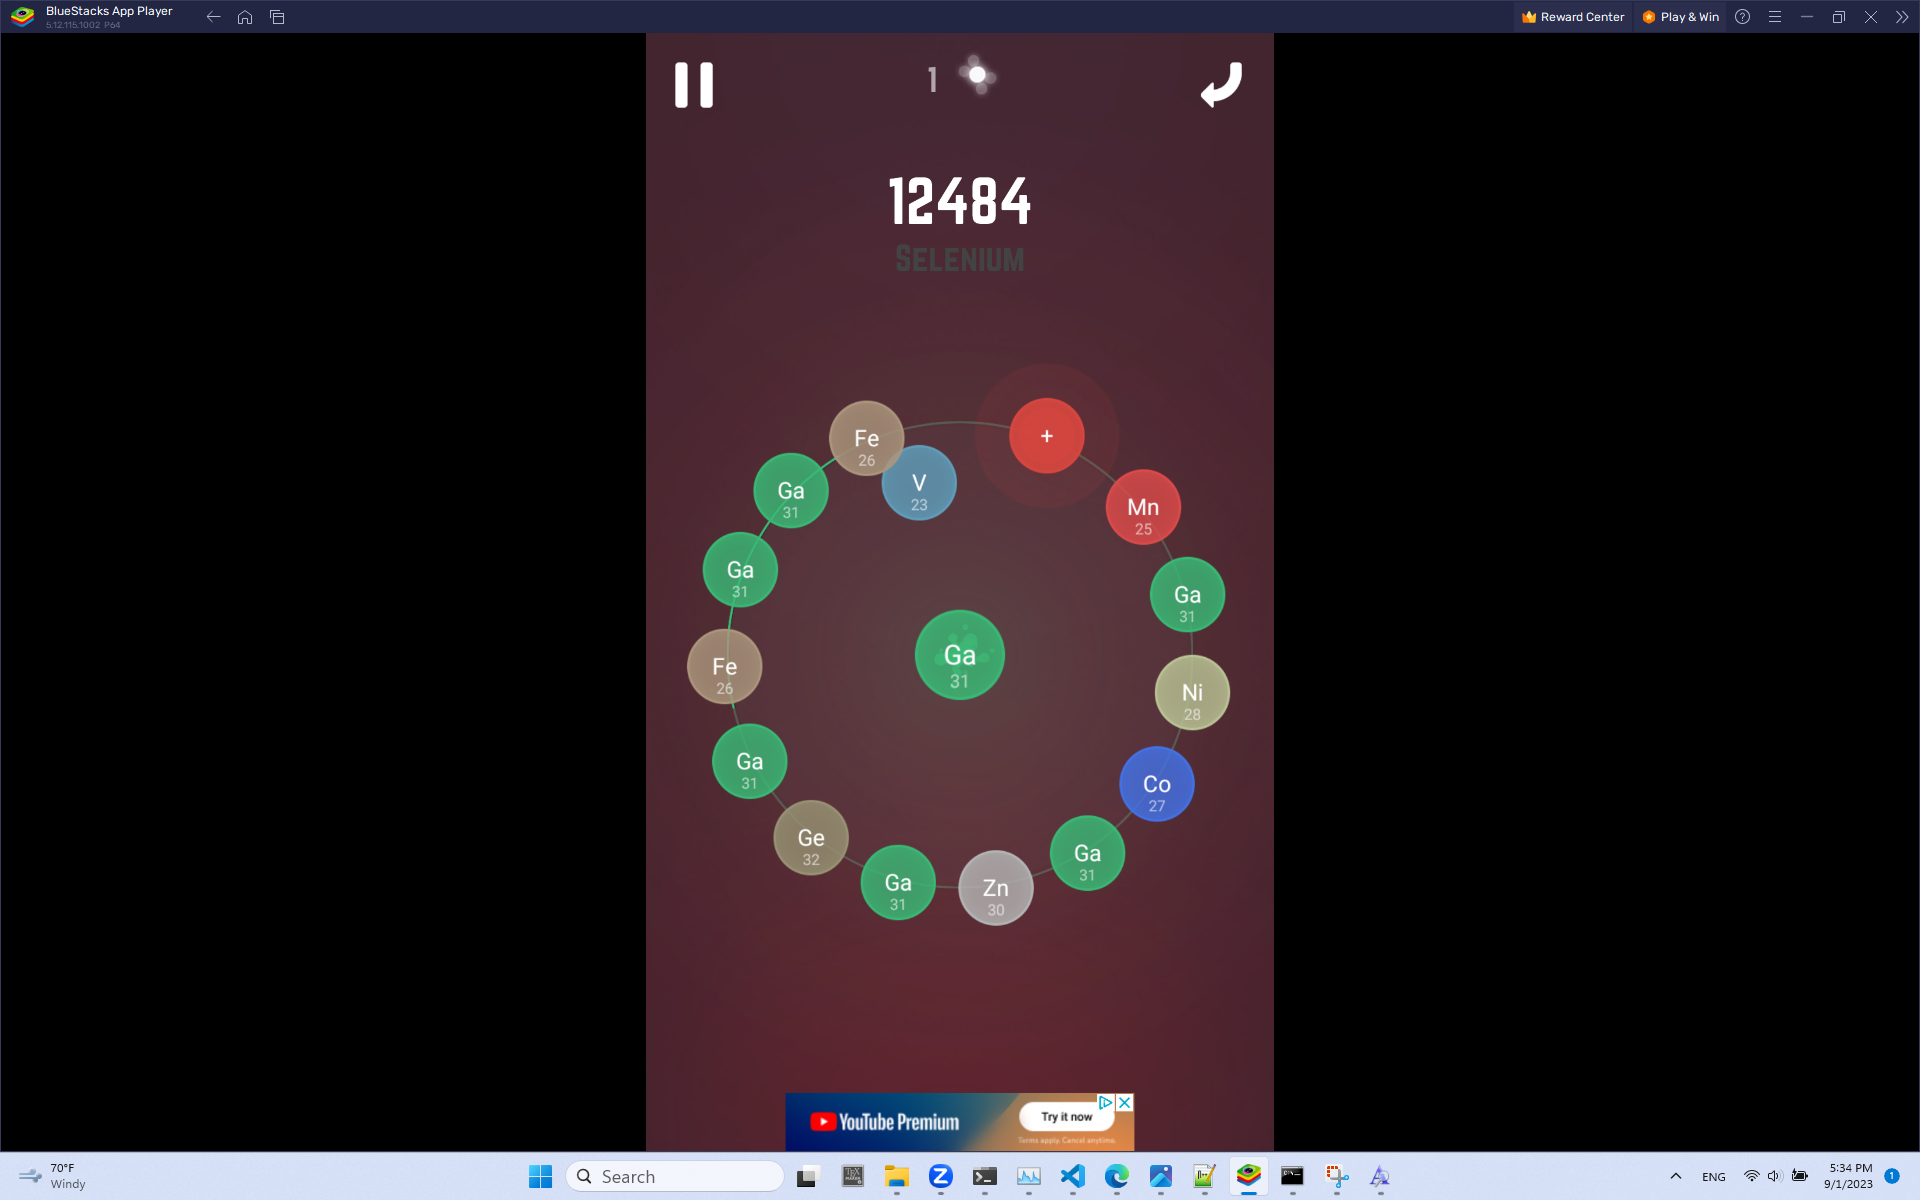 BlueStacks App Player
5.12.115.1002 P64
Reward Center
Play & Win
1
12484
SELENIUM
Fe
26
+
V
23
Ga
31
Mn
25
Ga
31
Ga
31
Ga
31
Fe
26
Ni
28
Ga
31
Co
27
Ge
32
Ga
31
Ga
31
Zn
30
YouTube Premium
Try it now
Terms apply. Cancel anytime.
70°F
Windy
Search
ENG
5:34 PM
9/1/2023
1